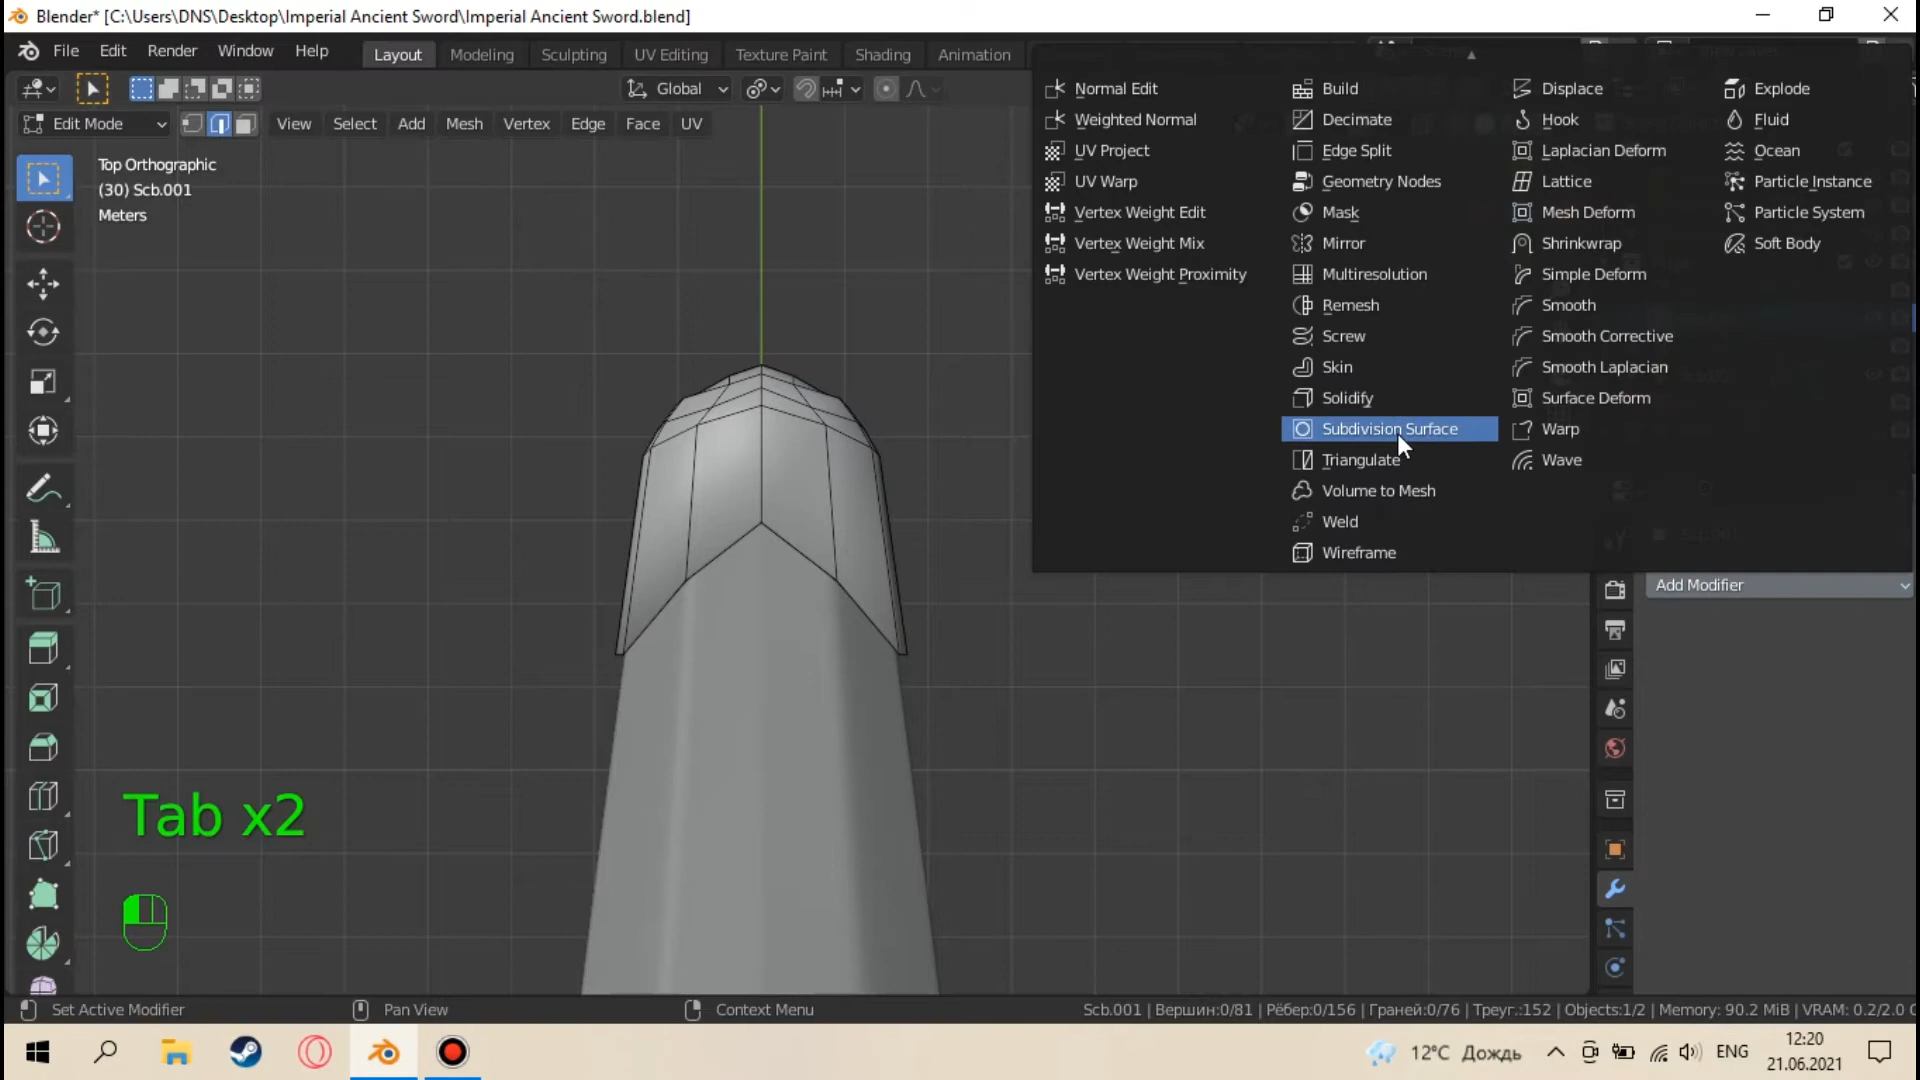 Blender* [C:\Users\DNS\Desktop\Imperial Ancient Sword\Imperial Ancient Sword.blend]
File Edit Render Window Help
Layout Modeling Sculpting UV Editing Texture Paint Shading Animation
Global
Edit Mode View Select Add Mesh Vertex Edge Face UV
Top Orthographic
(30) Scb.001
Meters
Normal Edit
Weighted Normal
UV Project
UV Warp
Vertex Weight Edit
Vertex Weight Mix
Vertex Weight Proximity
Build
Decimate
Edge Split
Geometry Nodes
Mask
Mirror
Multiresolution
Remesh
Screw
Skin
Solidify
Subdivision Surface
Triangulate
Volume to Mesh
Weld
Wireframe
Displace
Hook
Laplacian Deform
Lattice
Mesh Deform
Shrinkwrap
Simple Deform
Smooth
Smooth Corrective
Smooth Laplacian
Surface Deform
Warp
Wave
Explode
Fluid
Ocean
Particle Instance
Particle System
Soft Body
Add Modifier
Tab x2
Set Active Modifier Pan View Context Menu
Scb.001 | Вершин:0/81 | Рёбер:0/156 | Граней:0/76 | Треуг.:152 | Objects:1/2 | Memory: 90.2 MiB | VRAM: 0.2/2.0
12°C Дождь ENG
12:20
21.06.2021